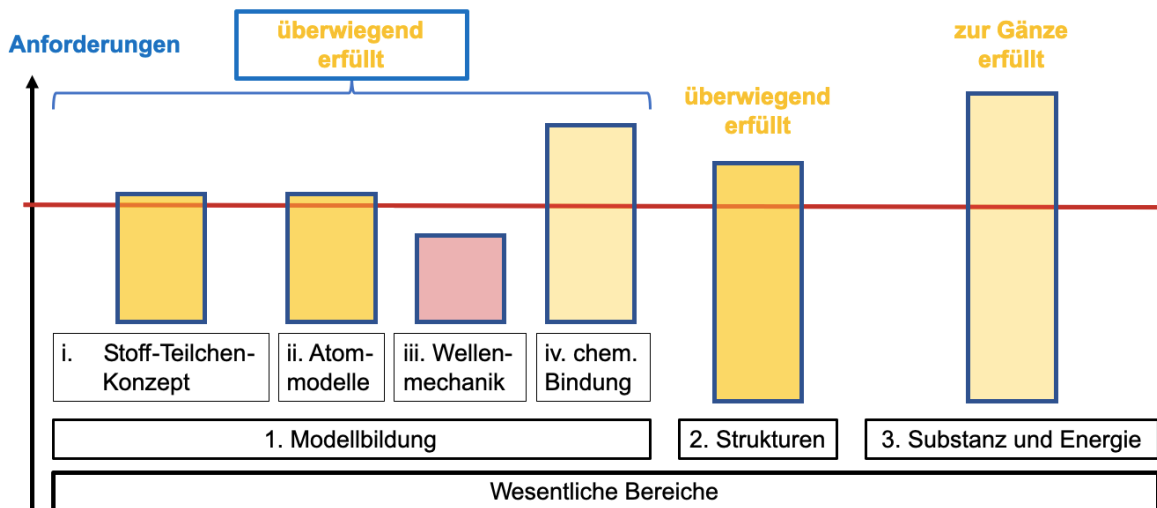 Anforderungen
überwiegend
erfüllt
überwiegend
erfüllt
zur Gänze
erfüllt
i. Stoff-Teilchen-
Konzept
ii. Atom-
modelle
iii. Wellen-
mechanik
iv. chem.
Bindung
1. Modellbildung
2. Strukturen
3. Substanz und Energie
Wesentliche Bereiche